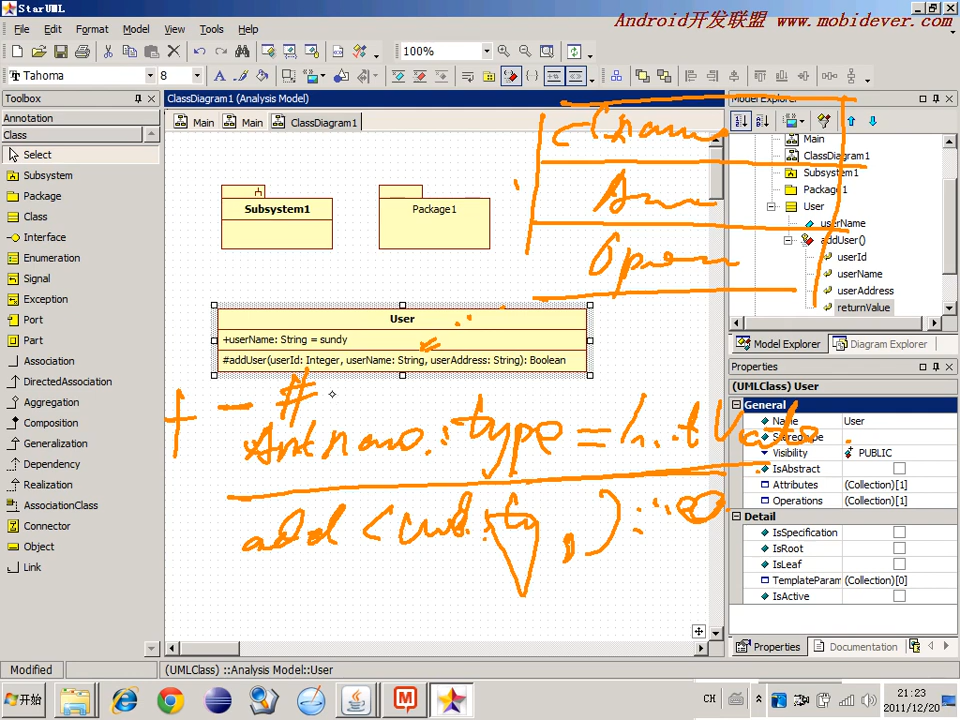 StarUML
Android开发联盟 www.mobidever.com
File Edit Format Model View Tools Help
100%
Tahoma 8
Toolbox
Annotation
Class
Select
Subsystem
Package
Class
Interface
Enumeration
Signal
Exception
Port
Part
Association
DirectedAssociation
Aggregation
Composition
Generalization
Dependency
Realization
AssociationClass
Connector
Object
Link
ClassDiagram1 (Analysis Model)
Main Main ClassDiagram1
Subsystem1
Package1
User
+userName: String = sundy
#addUser(userId: Integer, userName: String, userAddress: String): Boolean
+ - #
: type =
add
Model Explorer
Main
ClassDiagram1
Subsystem1
Package1
User
userName
addUser()
userId
userName
userAddress
returnValue
Model Explorer Diagram Explorer
Properties
(UMLClass) User
General
Name User
Stereotype
Visibility PUBLIC
IsAbstract
Attributes (Collection)[1]
Operations (Collection)[1]
Detail
IsSpecification
IsRoot
IsLeaf
TemplateParam (Collection)[0]
IsActive
Properties Documentation
Modified (UMLClass) ::Analysis Model::User
开始
CH
21:23
2011/12/20